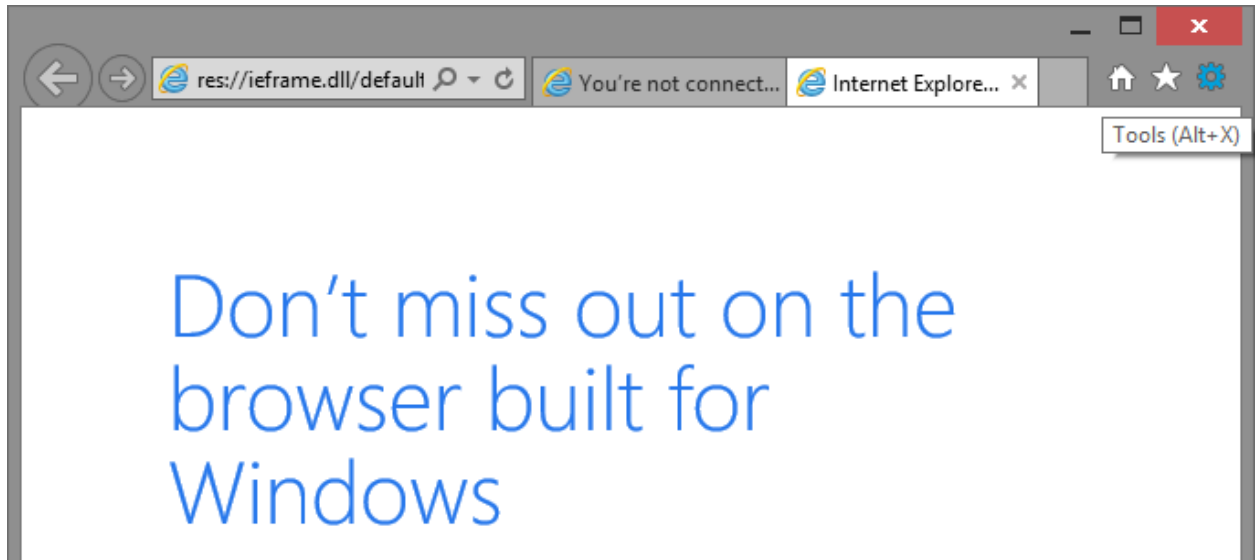 res://ieframe.dll/default
You're not connect...
Internet Explore...
Tools (Alt+X)
Don't miss out on the
browser built for
Windows